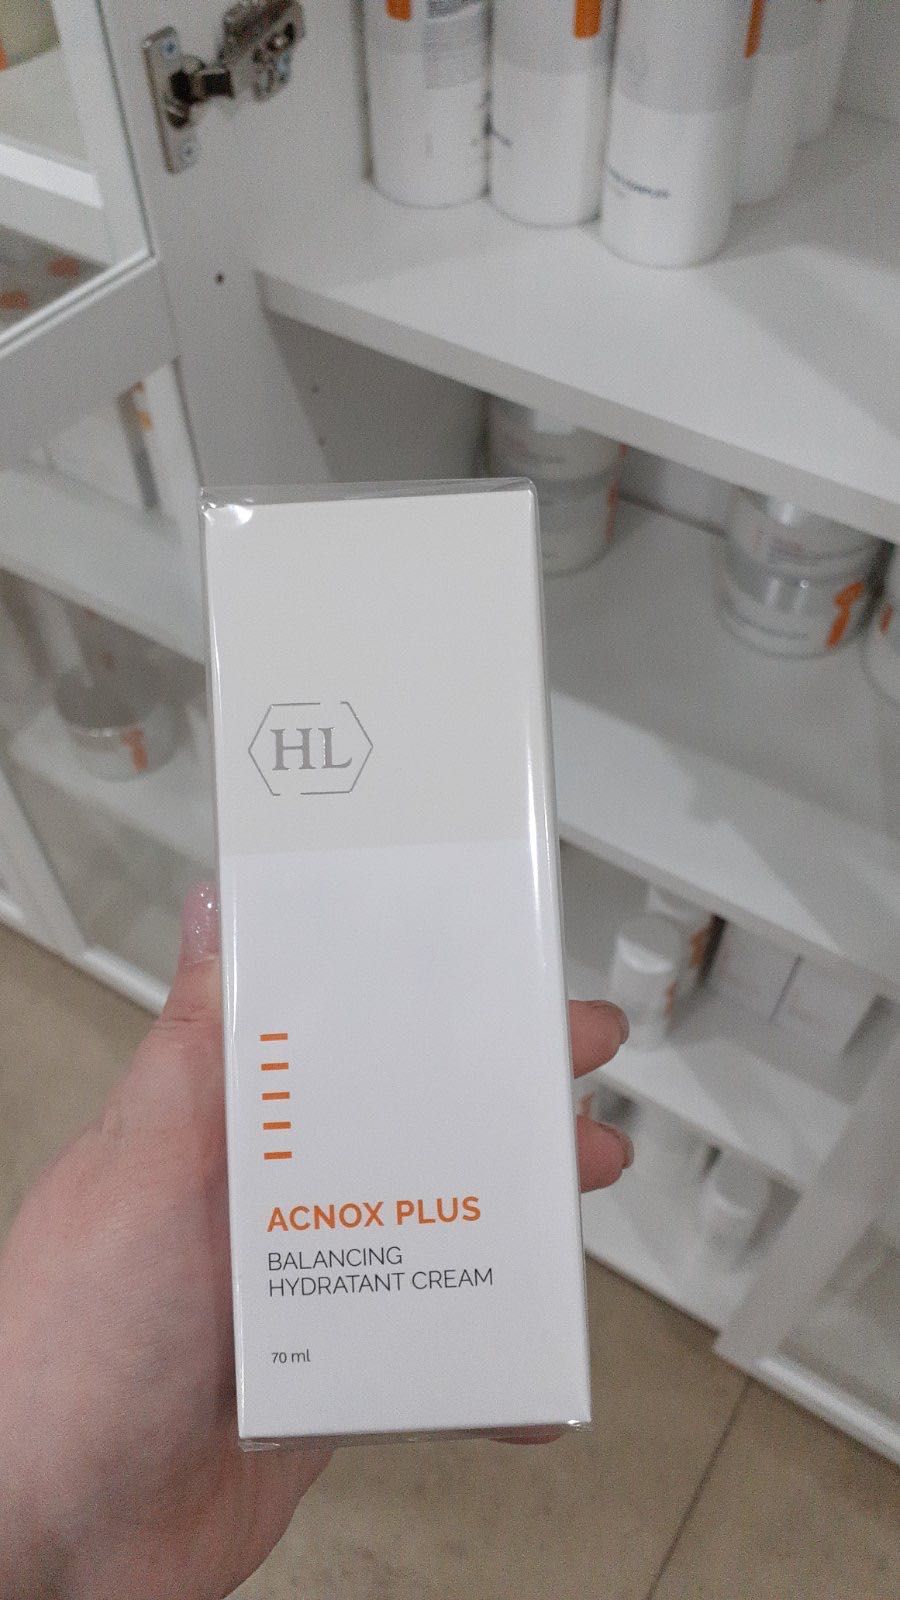 HL
ACNOX PLUS
BALANCING
HYDRATANT CREAM
70 ml